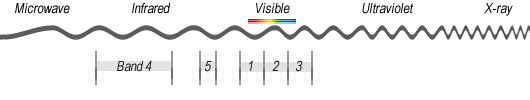 Microwave Infrared Visible Ultraviolet X-ray
Band 4 5 1 2 3